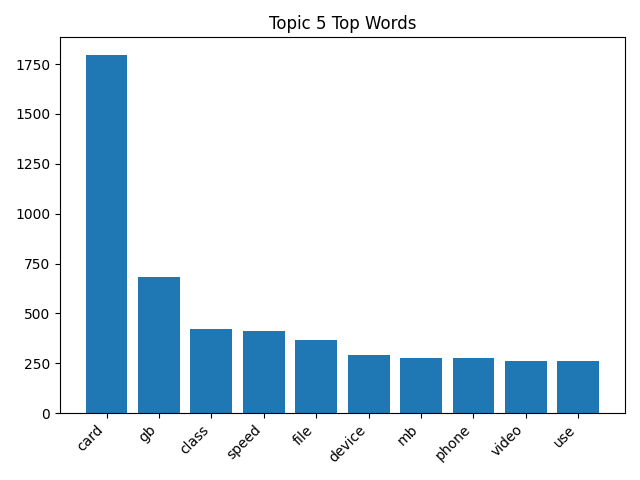 Topic 5 Top Words
1750
1500
1250
1000
750
500
250
0
card
gb
class
speed
file
device
mb
phone
video
use